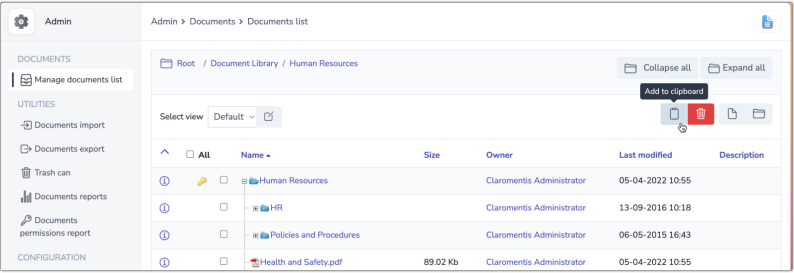 Admin
Admin > Documents > Documents list
DOCUMENTS
Manage documents list
UTILITIES
Documents import
Documents export
Trash can
Documents reports
Documents
permissions report
CONFIGURATION
Root / Document Library / Human Resources
Collapse all
Expand all
Add to clipboard
Select view Default
All Name Size Owner Last modified Description
Human Resources Claromentis Administrator 05-04-2022 10:55
HR Claromentis Administrator 13-09-2016 10:18
Policies and Procedures Claromentis Administrator 06-05-2015 16:43
Health and Safety.pdf 89.02 Kb Claromentis Administrator 05-04-2022 10:55